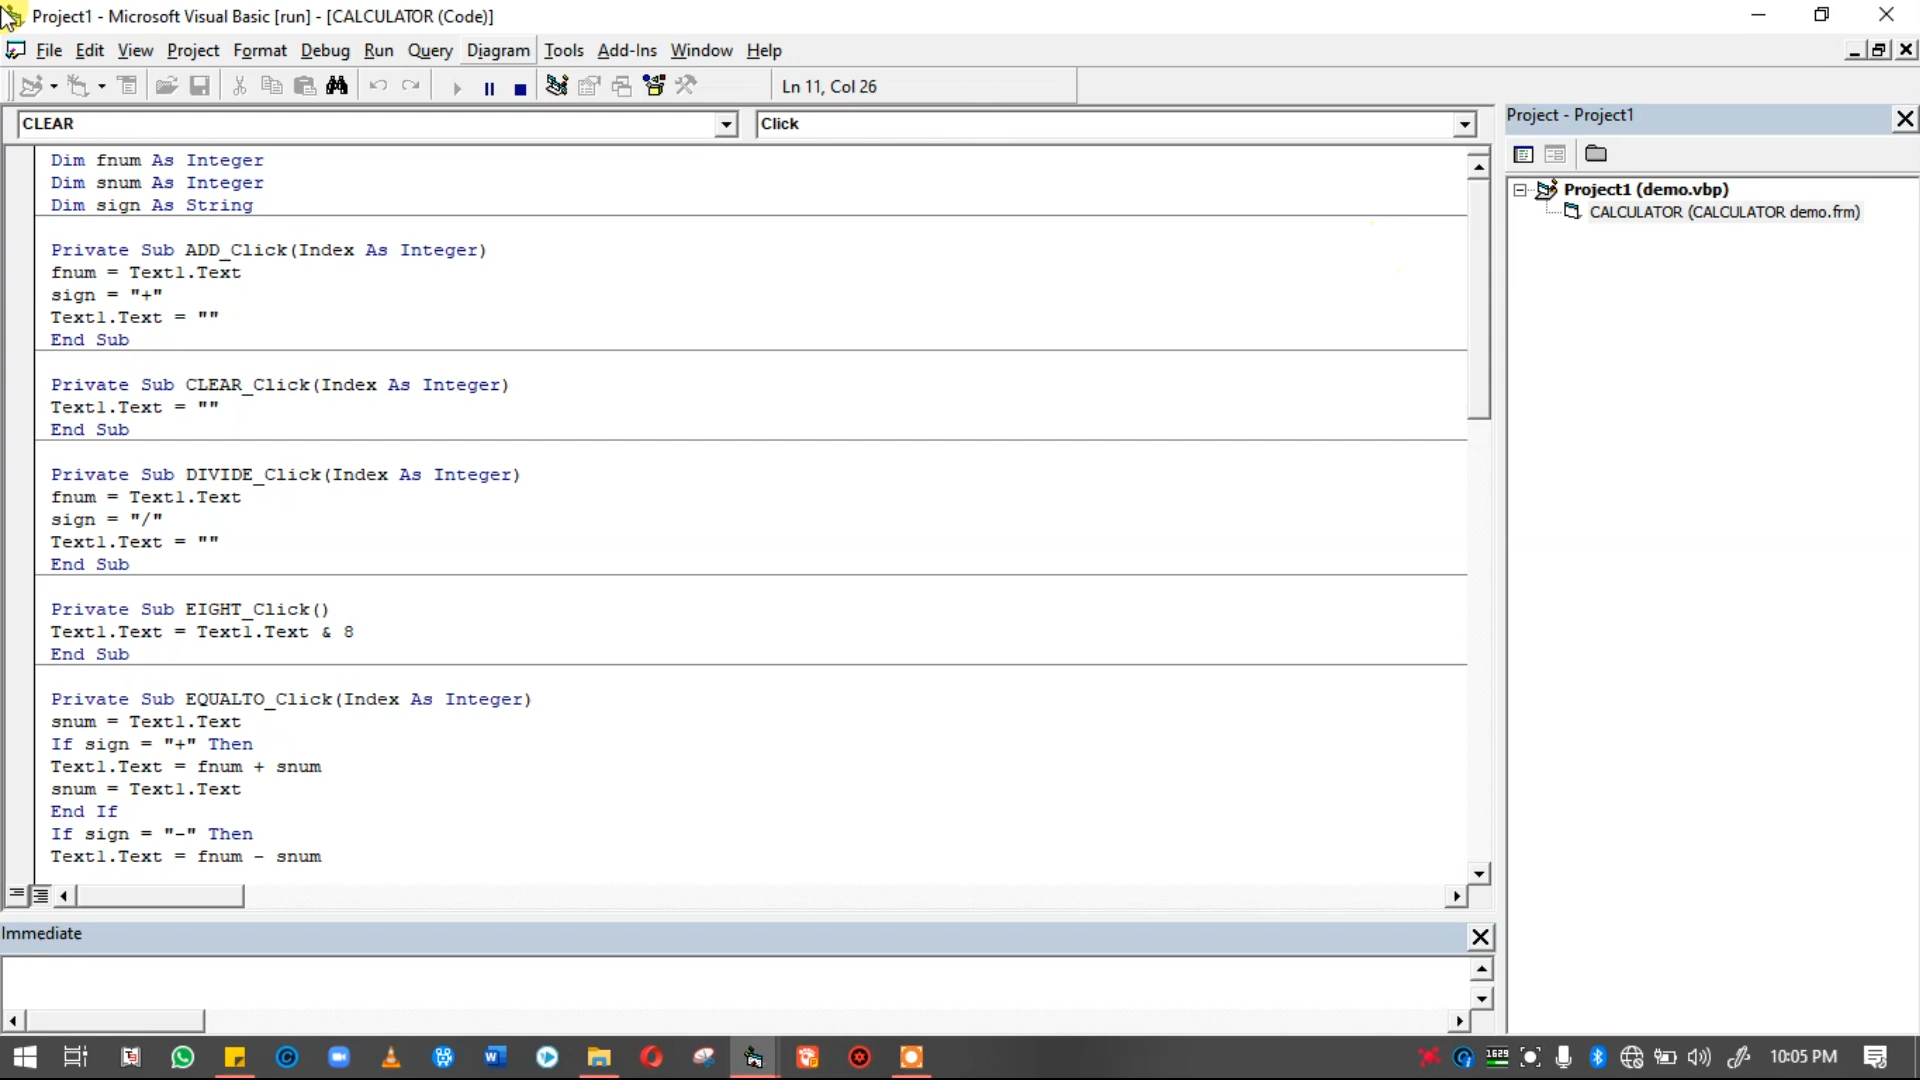 Project1 - Microsoft Visual Basic [run] - [CALCULATOR (Code)]
File Edit View Project Format Debug Run Query Diagram Tools Add-Ins Window Help
Ln 11, Col 26
CLEAR
Click
Dim fnum As Integer
Dim snum As Integer
Dim sign As String
Private Sub ADD_Click(Index As Integer)
fnum = Text1.Text
sign = "+"
Text1.Text = ""
End Sub
Private Sub CLEAR_Click(Index As Integer)
Text1.Text = ""
End Sub
Private Sub DIVIDE_Click(Index As Integer)
fnum = Text1.Text
sign = "/"
Text1.Text = ""
End Sub
Private Sub EIGHT_Click()
Text1.Text = Text1.Text & 8
End Sub
Private Sub EQUALTO_Click(Index As Integer)
snum = Text1.Text
If sign = "+" Then
Text1.Text = fnum + snum
snum = Text1.Text
End If
If sign = "-" Then
Text1.Text = fnum - snum
Immediate
Project - Project1
Project1 (demo.vbp)
CALCULATOR (CALCULATOR demo.frm)
1629
10:05 PM